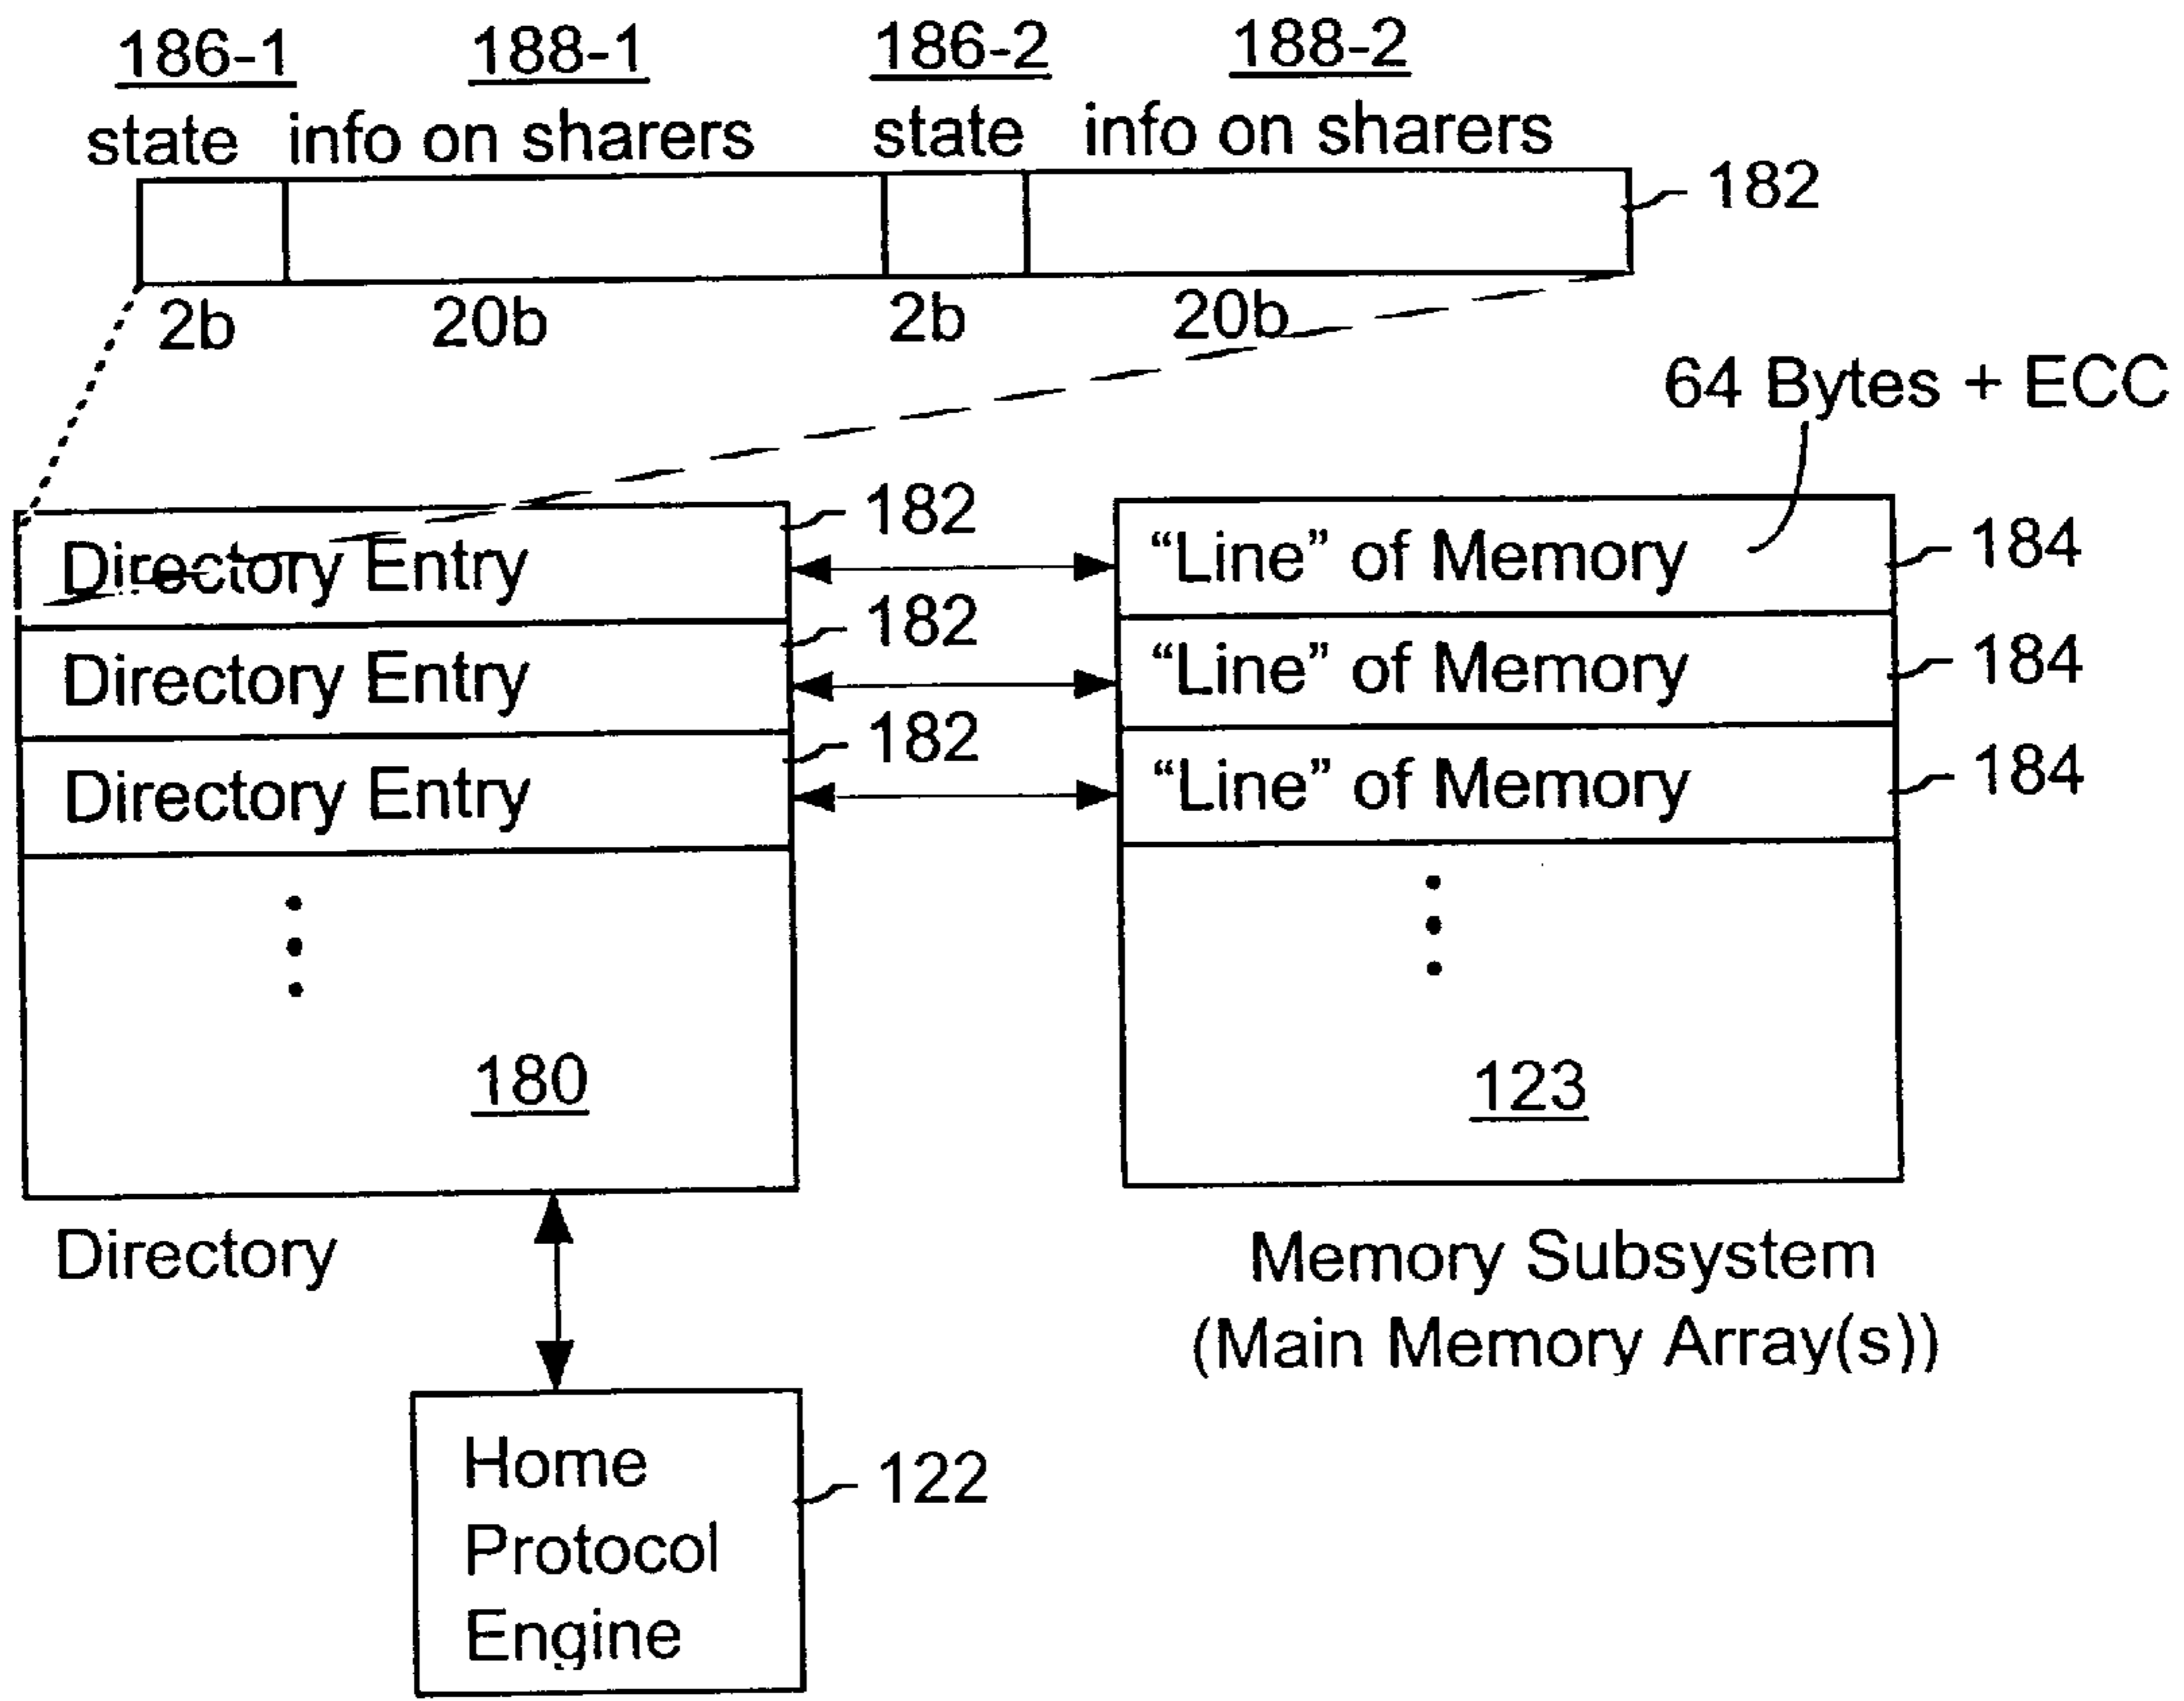 186-1 188-1 186-2 188-2
state info on sharers state info on sharers
182
2b 20b 2b 20b
64 Bytes + ECC
Directory Entry 182 “Line” of Memory 184
Directory Entry 182 “Line” of Memory 184
Directory Entry 182 “Line” of Memory 184
180 123
Directory
Memory Subsystem
(Main Memory Array(s))
Home
Protocol
Engine
122